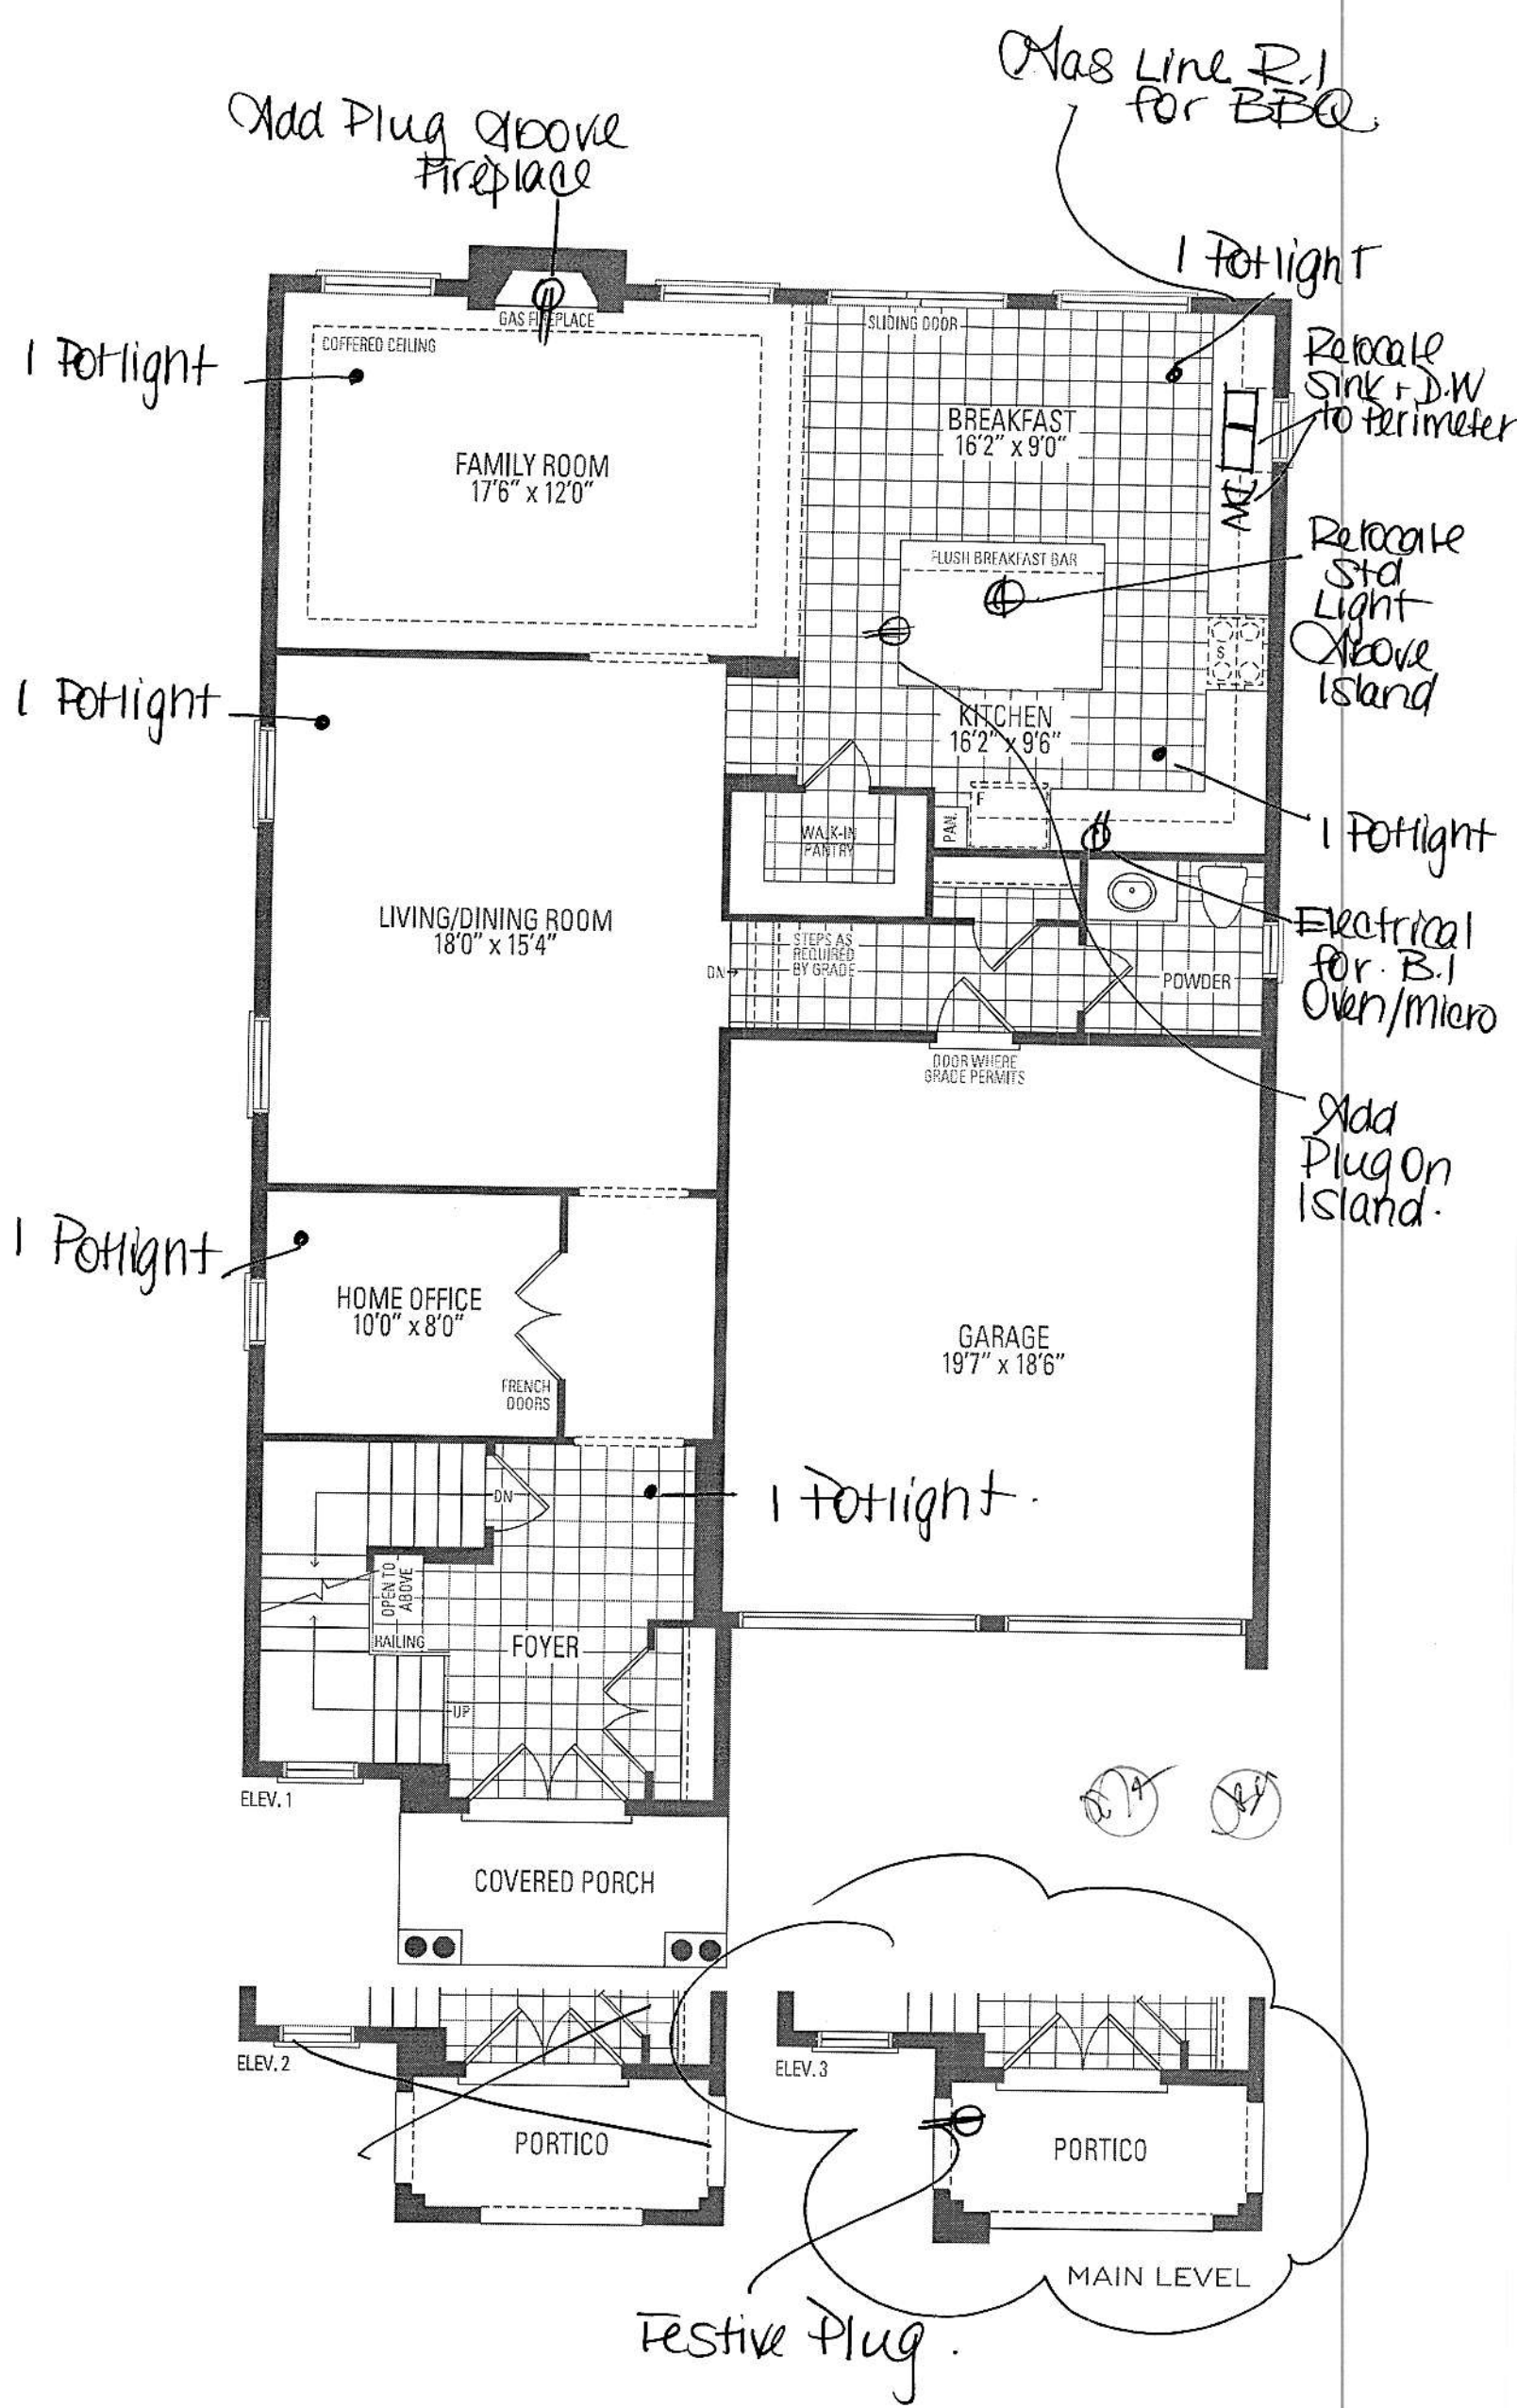 Gas Line R.I
for BBQ.
Add Plug Above
Fireplace
1 Potlight
GAS FIREPLACE
SLIDING DOOR
COFFERED CEILING
1 Potlight
Relocate
Sink + D.W
to Perimeter
BREAKFAST
16'2" x 9'0"
FAMILY ROOM
17'6" x 12'0"
DW
FLUSH BREAKFAST BAR
Relocate
Std
Light
Above
Island
S
1 Potlight
KITCHEN
16'2" x 9'6"
F
PAN.
WALK-IN
PANTRY
1 Potlight
LIVING/DINING ROOM
18'0" x 15'4"
STEPS AS
REQUIRED
BY GRADE
DN
POWDER
Electrical
for B.I
Oven/micro
DOOR WHERE
GRADE PERMITS
Add
Plug On
Island.
1 Potlight
HOME OFFICE
10'0" x 8'0"
FRENCH
DOORS
GARAGE
19'7" x 18'6"
DN
1 Potlight.
OPEN TO
ABOVE
RAILING
FOYER
UP
ELEV. 1
COVERED PORCH
ELEV. 2
ELEV. 3
PORTICO
PORTICO
MAIN LEVEL
Festive Plug.